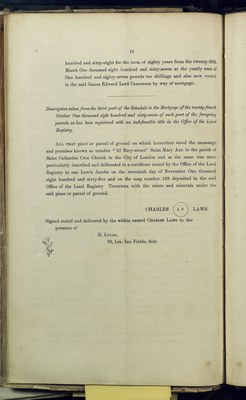 hundred and sixty-eight for the term of eighty years from the twenty-fifth
March One thousand eight hundred and sixty-seven at the yearly rent of
One hundred and eighty-seven pounds ten shillings and also now vested
in the said James Edward Lord Crauzense by way of mortgage.
Description taken from the third part of the Schedule to the Mortgage of the twenty-fourth
October One thousand eight hundred and sixty-seven of such part of the foregoing
parcels as has been registered with an indefeasible title in the Office of the Land
Registry.
ALL THAT piece or parcel of ground on which heretofore stood the messuage
and premises known as number "32 Bury-street" Saint Mary Axe in the parish of
Saint Catherine Cree Church in the City of London and as the same was more
particularly described and delineated in a certificate issued by the Office of the Land
Registry to one Lewis Jacobs on the twentieth day of November One thousand
eight hundred and sixty-five and on the map number 169 deposited in the said
Office of the Land Registry TOGETHER with the mines and minerals under the
said piece or parcel of ground.
CHARLES LAWS.
Signed sealed and delivered by the within named CHARLES LAWS in the
presence of
Lin. Inn Fields, Solr.